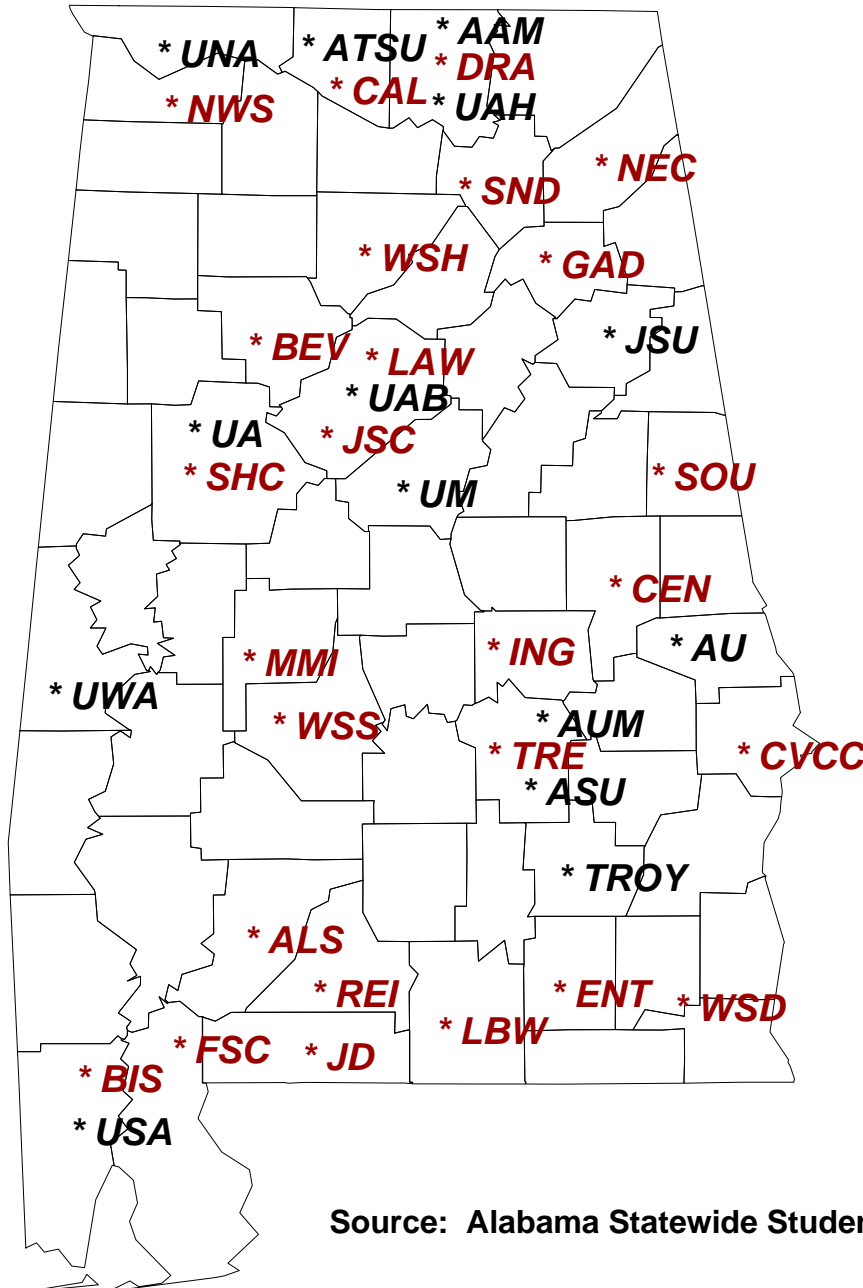 * AAM
* UNA
* ATSU
* DRA
* CAL
* NWS
* UAH
* NEC
* SND
* WSH
* GAD
* JSU
* BEV
* LAW
* UAB
* UA
* JSC
* SHC
* UM
* SOU
* CEN
* AU
* MMI
* ING
* UWA
* WSS
* AUM
* TRE
* CVCC
* ASU
* TROY
* ALS
* REI
* ENT
* WSD
* LBW
* FSC
* JD
* BIS
* USA
Source: Alabama Statewide Studen